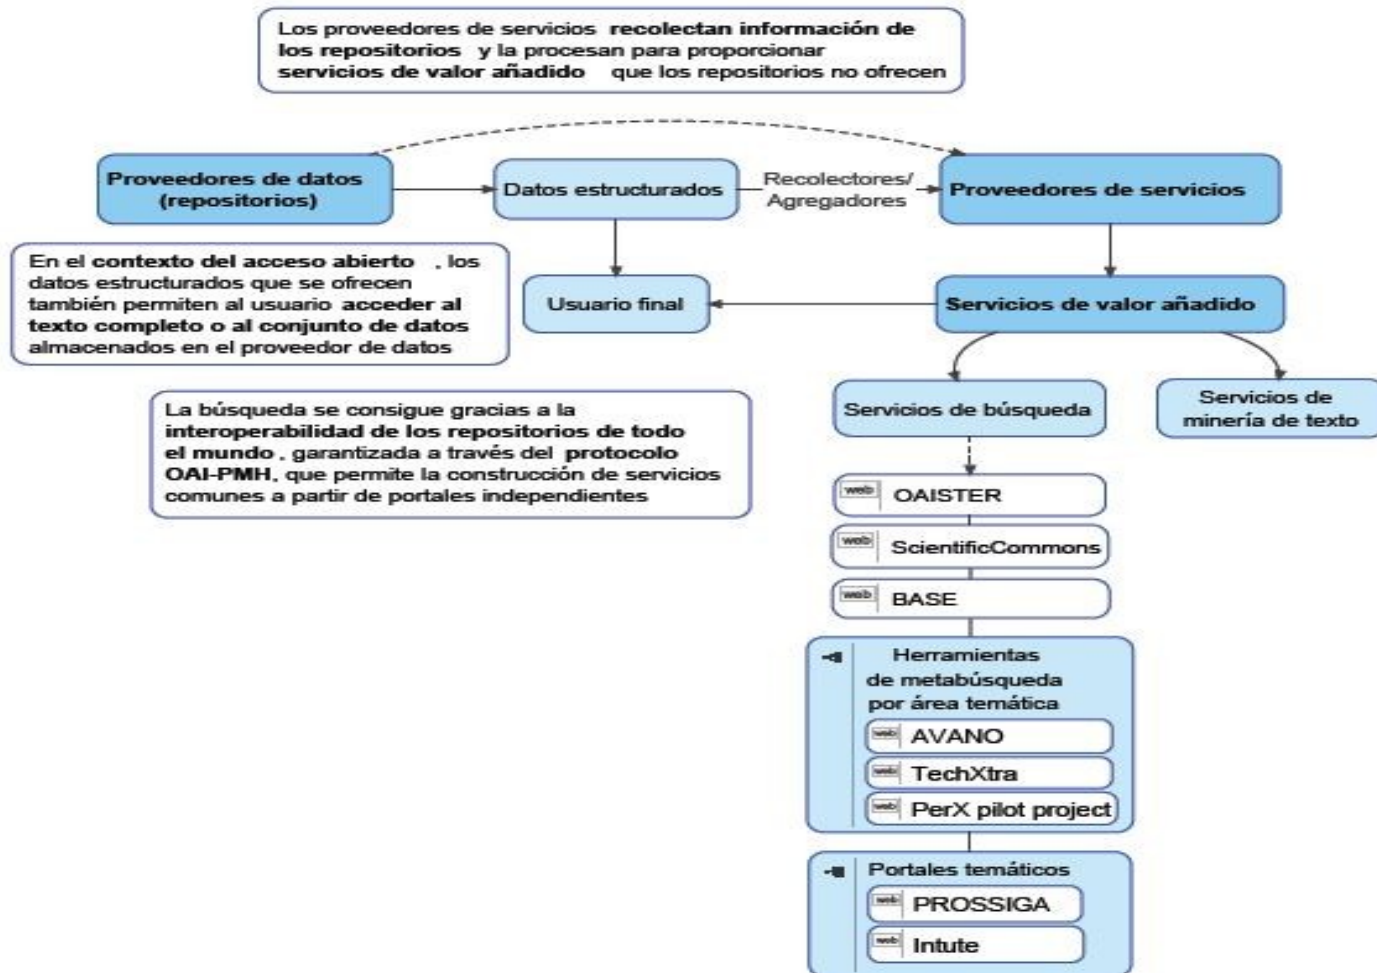 Los proveedores de servicios recolectan información de
los repositorios y la procesan para proporcionar
servicios de valor añadido que los repositorios no ofrecen
Proveedores de datos
(repositorios)
Datos estructurados
Recolectores/
Agregadores
Proveedores de servicios
En el contexto del acceso abierto , los
datos estructurados que se ofrecen
también permiten al usuario acceder al
texto completo o al conjunto de datos
almacenados en el proveedor de datos
Usuario final
Servicios de valor añadido
La búsqueda se consigue gracias a la
interoperabilidad de los repositorios de todo
el mundo , garantizada a través del protocolo
OAI-PMH, que permite la construcción de servicios
comunes a partir de portales independientes
Servicios de búsqueda
Servicios de
minería de texto
web OAISTER
web ScientificCommons
web BASE
Herramientas
de metabúsqueda
por área temática
web AVANO
web TechXtra
web PerX pilot project
Portales temáticos
web PROSSIGA
web Intute